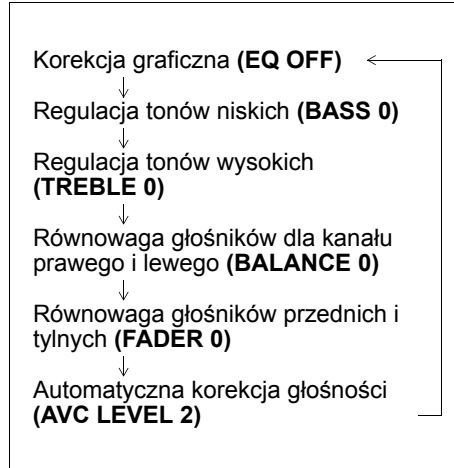 Korekcja graficzna (EQ OFF)
Regulacja tonów niskich (BASS 0)
Regulacja tonów wysokich
(TREBLE 0)
Równowaga głośników dla kanału
prawego i lewego (BALANCE 0)
Równowaga głośników przednich i
tylnych (FADER 0)
Automatyczna korekcja głośności
(AVC LEVEL 2)